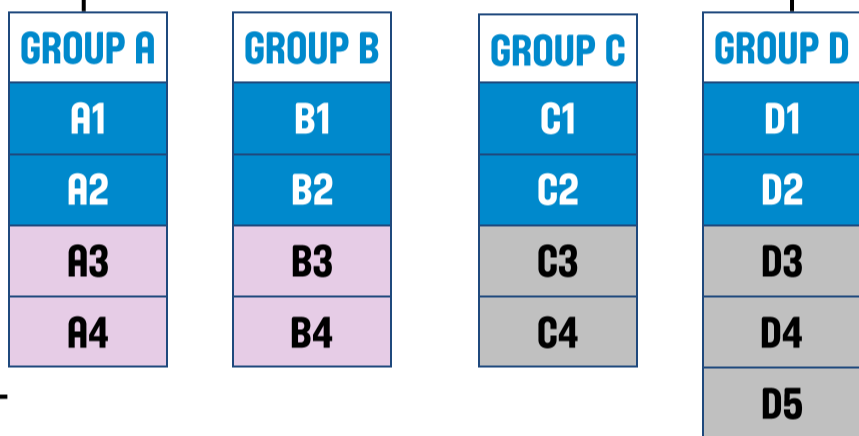 GROUP A
A1
A2
A3
A4
GROUP B
B1
B2
B3
B4
GROUP C
C1
C2
C3
C4
GROUP D
D1
D2
D3
D4
D5